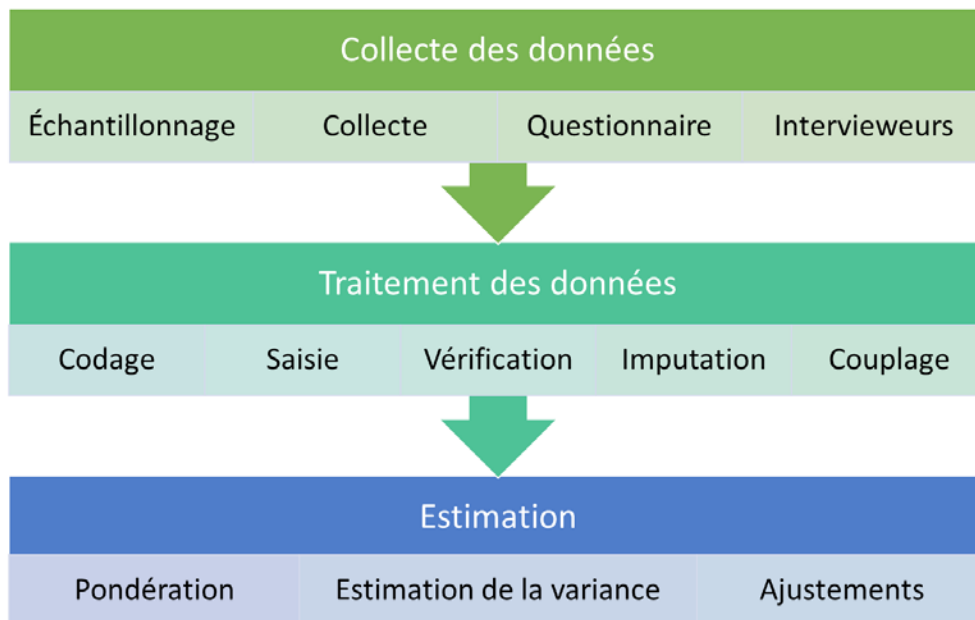 Collecte des données
Échantillonnage Collecte Questionnaire Intervieweurs
Traitement des données
Codage Saisie Vérification Imputation Couplage
Estimation
Pondération Estimation de la variance Ajustements